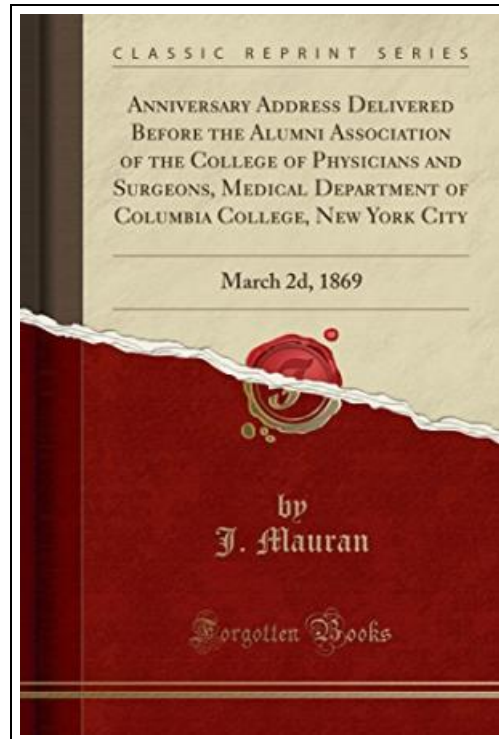 CLASSIC REPRINT SERIES
ANNIVERSARY ADDRESS DELIVERED
BEFORE THE ALUMNI ASSOCIATION
OF THE COLLEGE OF PHYSICIANS AND
SURGEONS, MEDICAL DEPARTMENT OF
COLUMBIA COLLEGE, NEW YORK CITY
March 2d, 1869
by
J. Mauran
Forgotten Books